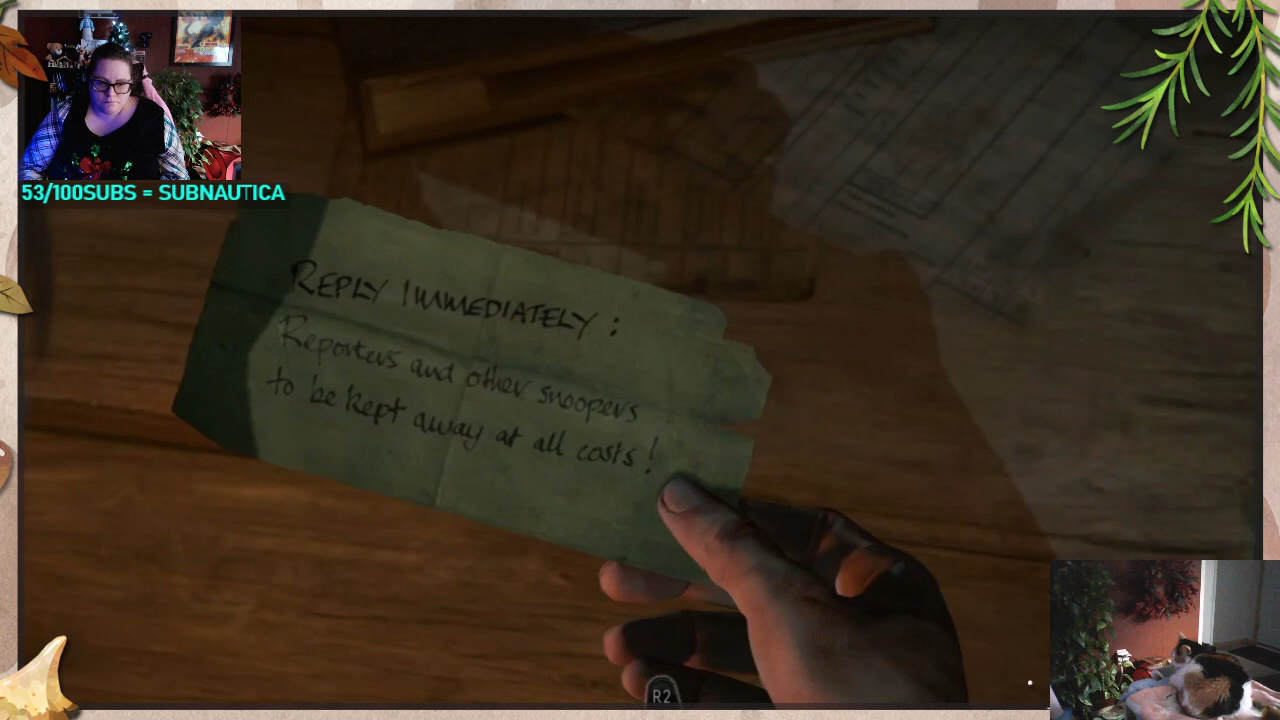 53/100SUBS = SUBNAUTICA
REPLY IMMEDIATELY :
Reporters and other snoopers
to be kept away at all costs!
R2